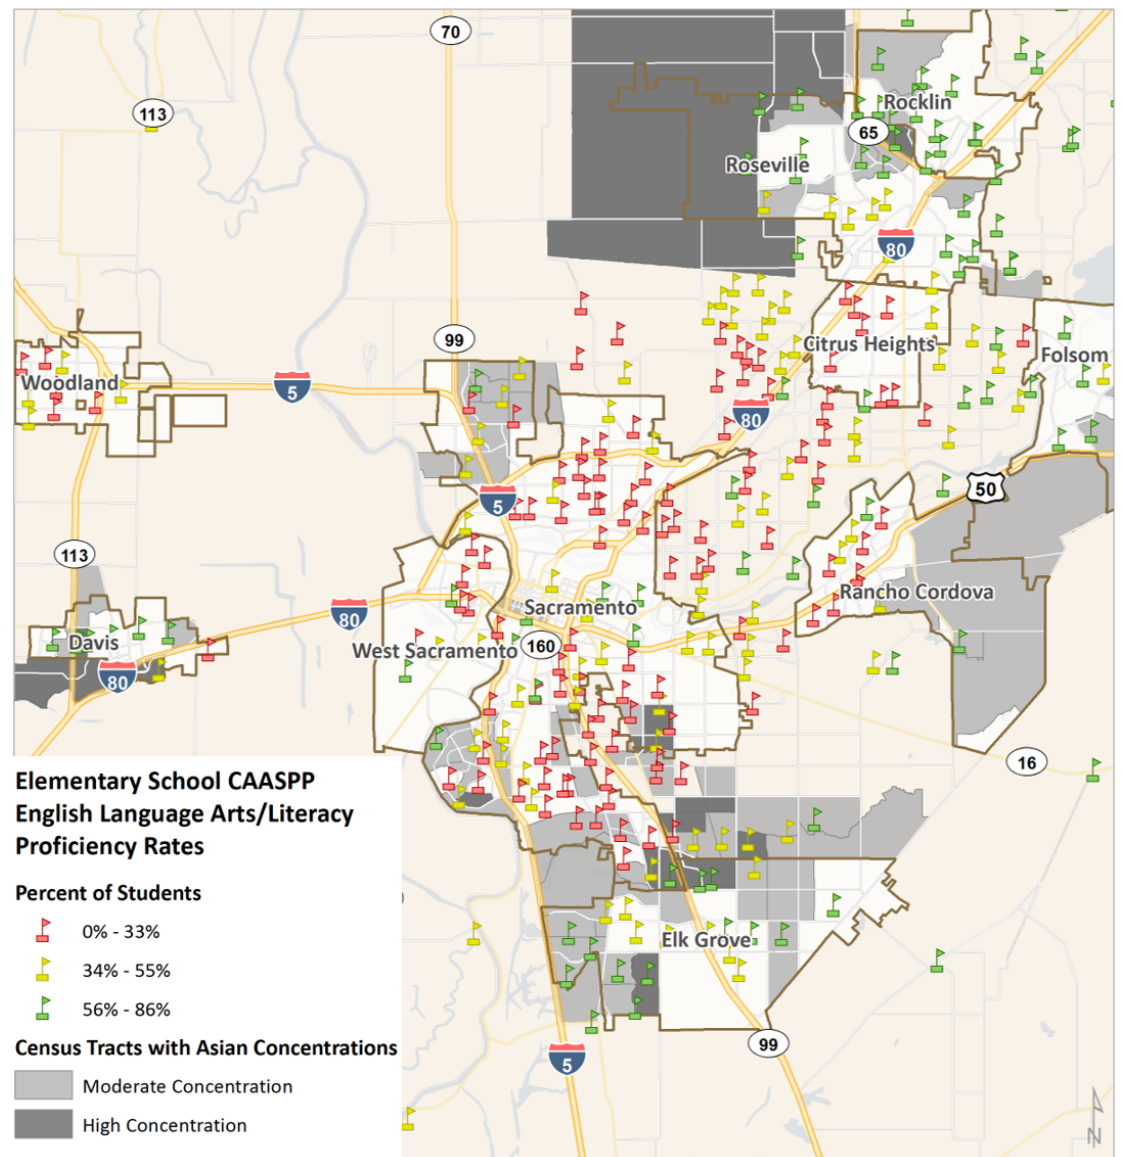 70
113
Rocklin
65
Roseville
80
99
Citrus Heights
Folsom
Woodland
5
80
5
50
113
Rancho Cordova
80
Sacramento
Davis
160
West Sacramento
80
16
Elementary School CAASPP
English Language Arts/Literacy
Proficiency Rates
Percent of Students
0% - 33%
34% - 55%
56% - 86%
Elk Grove
Census Tracts with Asian Concentrations
99
5
Moderate Concentration
High Concentration
N